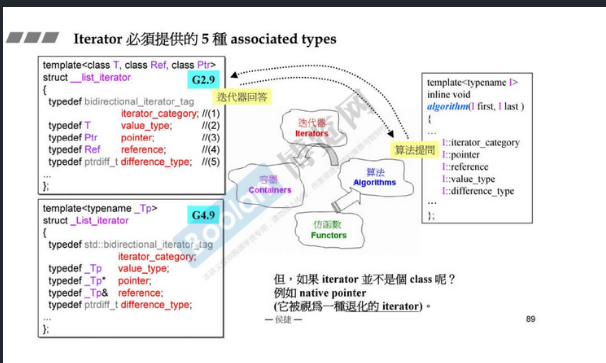 Iterator 必須提供的 5 種 associated types
template<class T, class Ref, class Ptr>
struct __list_iterator
{
typedef bidirectional_iterator_tag
iterator_category; //(1)
typedef T value_type; //(2)
typedef Ptr pointer; //(3)
typedef Ref reference; //(4)
typedef ptrdiff_t difference_type; //(5)
...
};
G2.9
迭代器回答
template<typename _Tp>
struct _List_iterator
{
typedef std::bidirectional_iterator_tag
iterator_category;
typedef _Tp value_type;
typedef _Tp* pointer;
typedef _Tp& reference;
typedef ptrdiff_t difference_type;
...
};
G4.9
迭代器
Iterators
容器
Containers
算法
Algorithms
仿函數
Functors
算法提問
template<typename I>
inline void
algorithm(I first, I last )
{
...
I::iterator_category
I::pointer
I::reference
I::value_type
I::difference_type
...
};
但，如果 iterator 並不是個 class 呢？
例如 native pointer
(它被視爲一種退化的 iterator)。
— 侯捷 —
89
Boolan 博览网